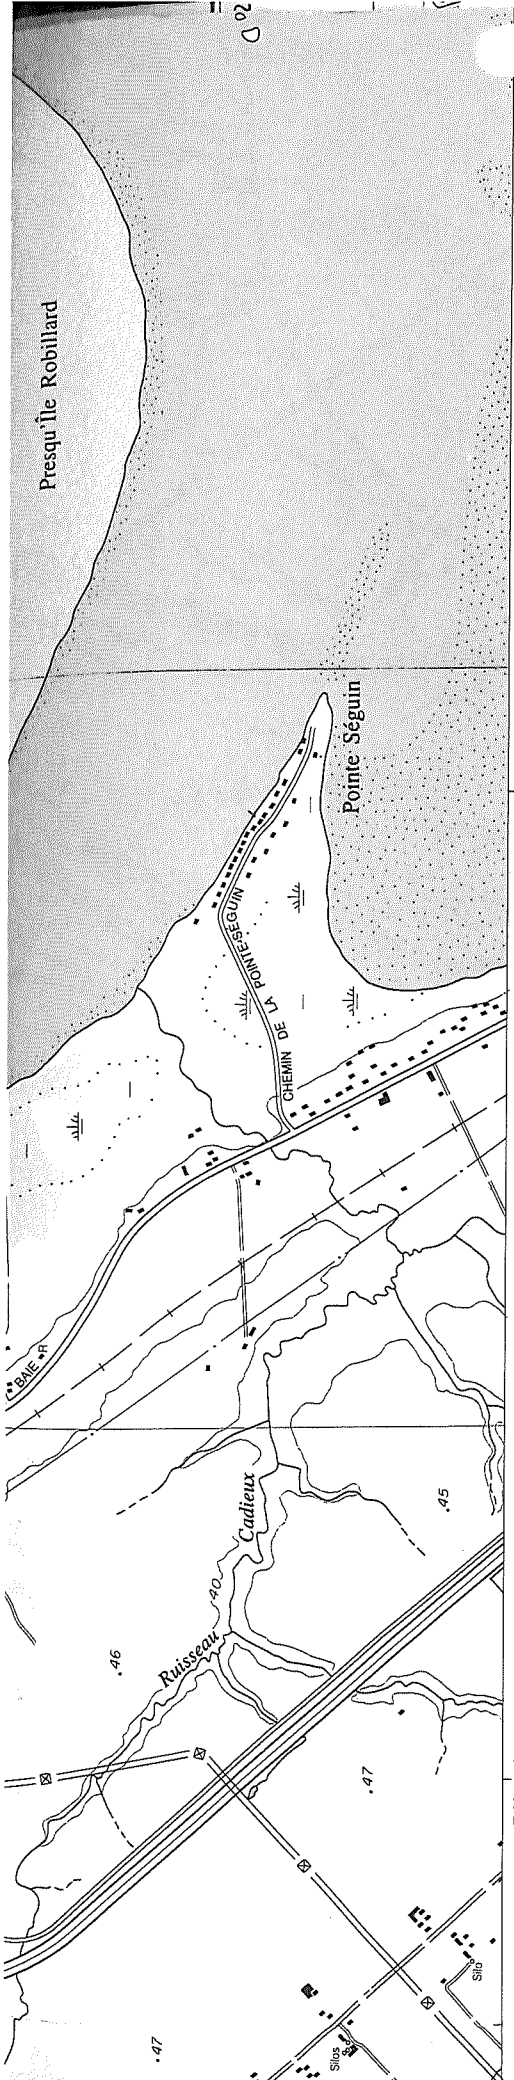 D02
Presqu'Île Robillard
Pointe Séguin
CHEMIN DE LA POINTE-SÉGUIN
BAIE
R
Cadieux
.45
40
Ruisseau
.46
.47
Silo
Silos
.47